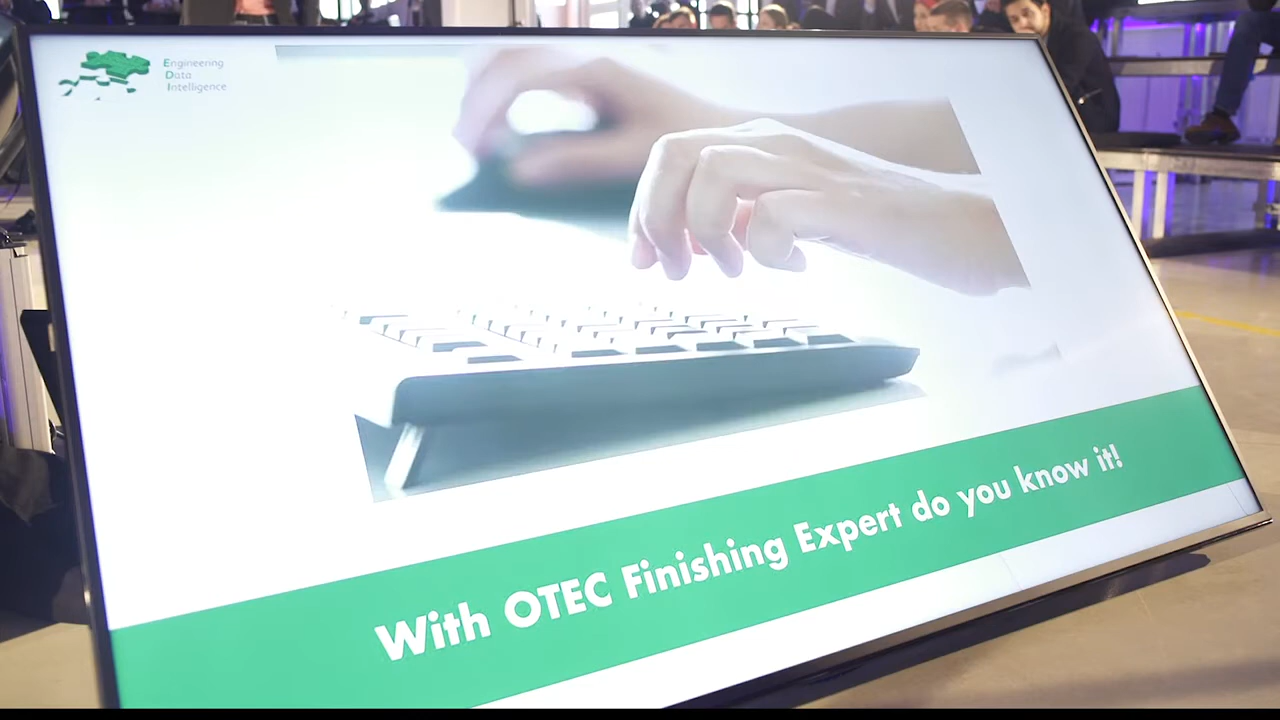 Engineering
Data
Intelligence
With OTEC Finishing Expert do you know it!